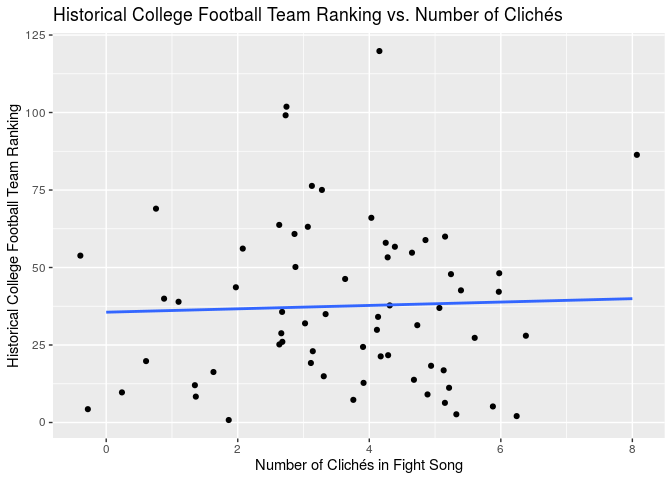 Historical College Football Team Ranking vs. Number of Clichés
125
100
75
50
25
0
Historical College Football Team Ranking
0 2 4 6 8
Number of Clichés in Fight Song